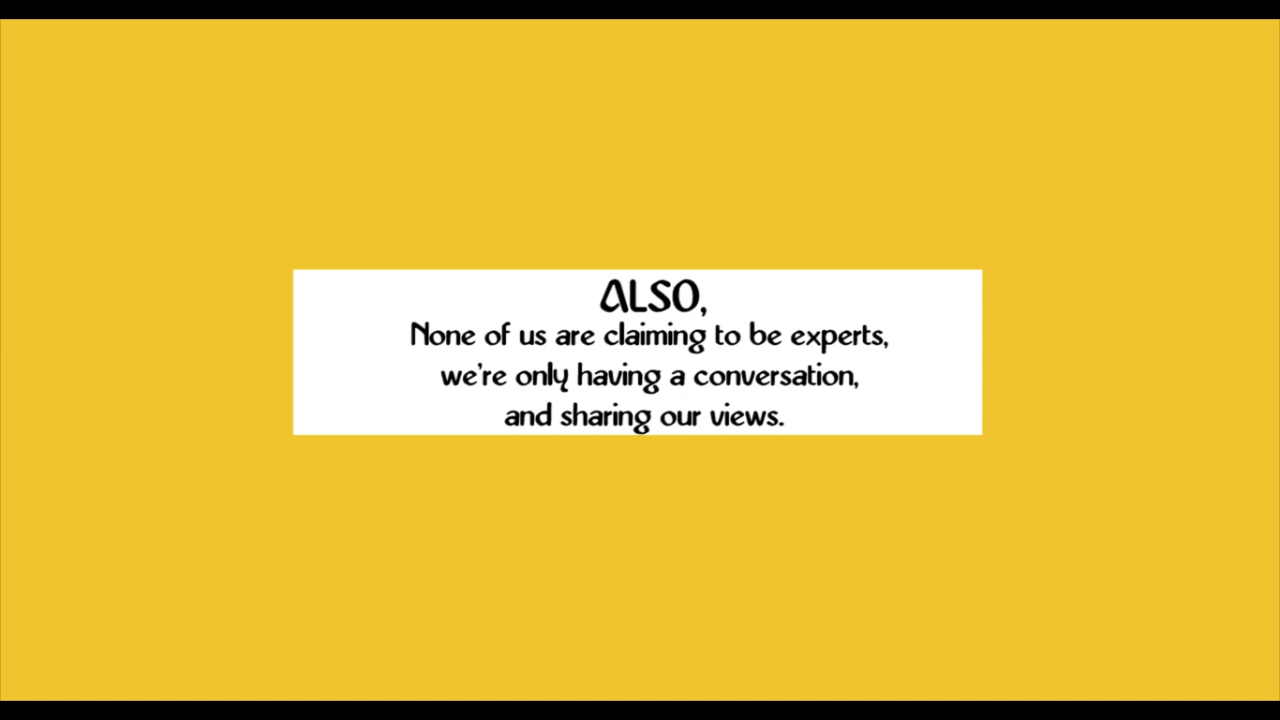 ALSO,
None of us are claiming to be experts,
we're only having a conversation,
and sharing our views.